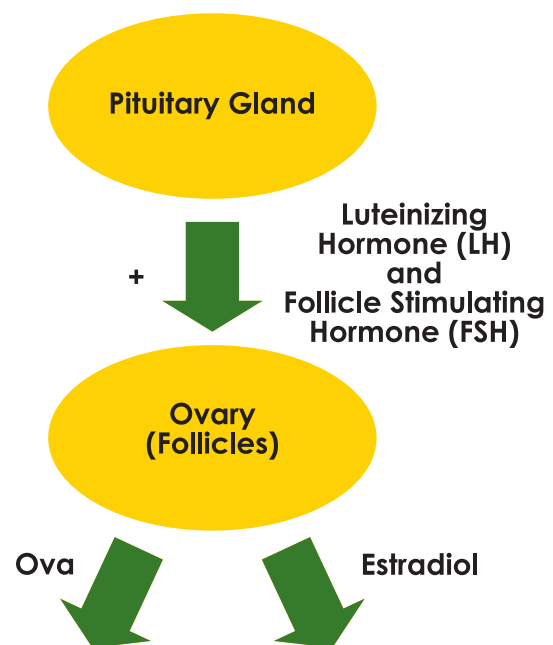 Pituitary Gland
Luteinizing
Hormone (LH)
and
Follicle Stimulating
Hormone (FSH)
+
Ovary
(Follicles)
Ova
Estradiol